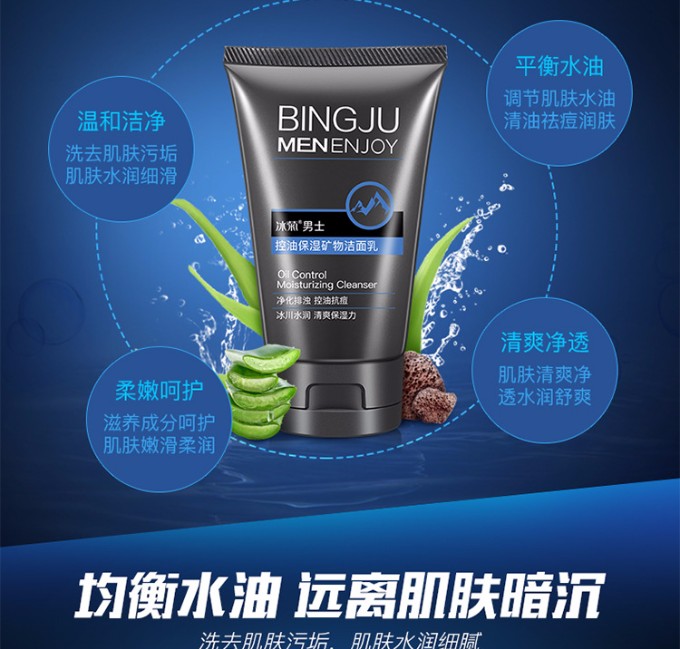 平衡水油
调节肌肤水油
清油祛痘润肤
温和洁净
洗去肌肤污垢
肌肤水润细滑
BINGJU
MEN ENJOY
冰菊®男士
控油保湿矿物洁面乳
Oil Control
Moisturizing Cleanser
净化排浊 控油抗痘
冰川水润 清爽保湿力
清爽净透
肌肤清爽净
透水润舒爽
柔嫩呵护
滋养成分呵护
肌肤嫩滑柔润
均衡水油 远离肌肤暗沉
洗去肌肤污垢,肌肤水润细腻